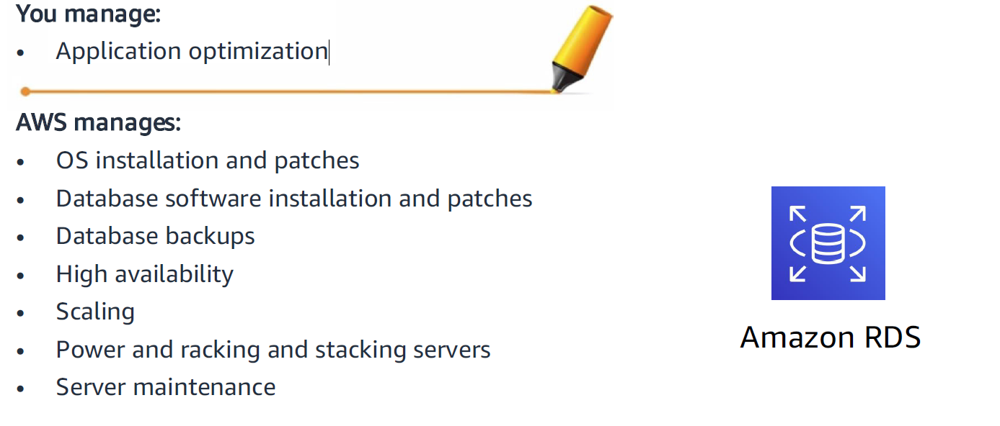 You manage:
• Application optimization
AWS manages:
• OS installation and patches
• Database software installation and patches
• Database backups
• High availability
• Scaling
• Power and racking and stacking servers
• Server maintenance
Amazon RDS